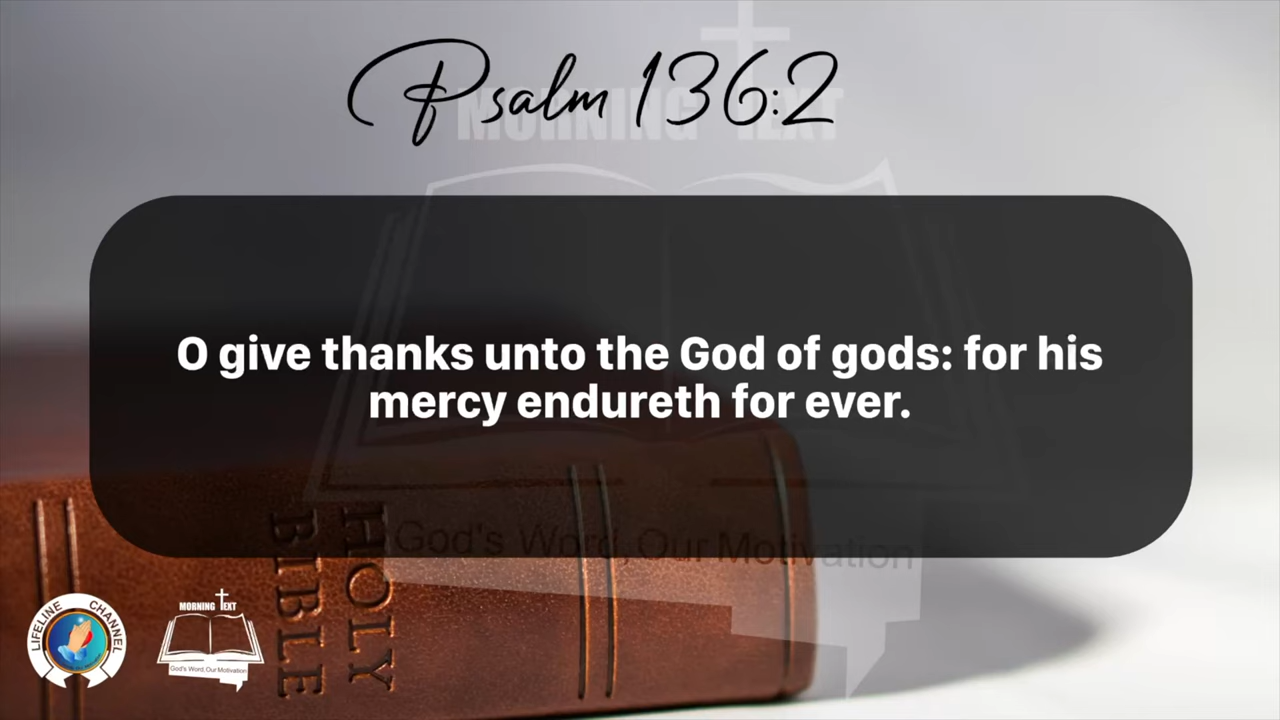 Psalm 136:2
MORNING TEXT
O give thanks unto the God of gods: for his
mercy endureth for ever.
God's Word, Our Motivation
HOLY
BIBLE
LIFELINE CHANNEL
MORNING TEXT
God's Word, Our Motivation